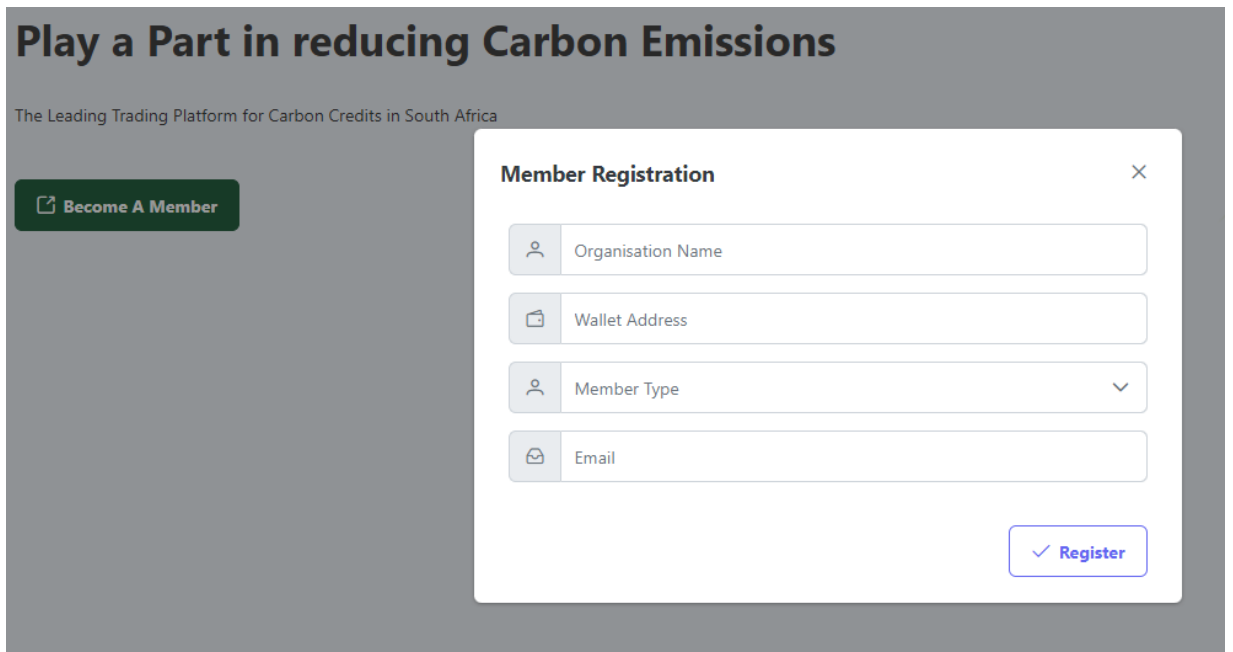 Play a Part in reducing Carbon Emissions
The Leading Trading Platform for Carbon Credits in South Africa
Become A Member
Member Registration
Organisation Name
Wallet Address
Member Type
Email
Register